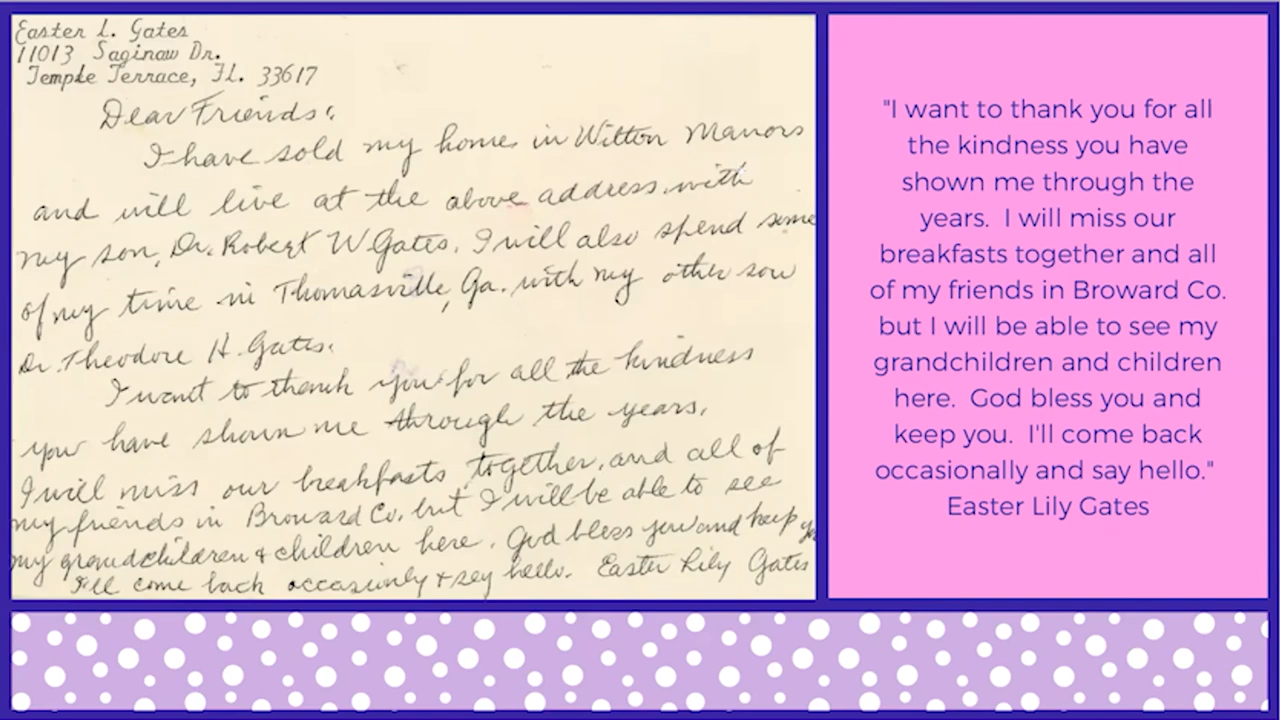 Easter L. Gates
11013 Saginaw Dr.
Temple Terrace, FL. 33617
Dear Friends:
I have sold my home in Wilton Manors
and will live at the above address with
my son, Dr. Robert W Gates. I will also spend some
of my time in Thomasville, Ga. with my other son
Dr. Theodore H. Gates.
I want to thank you for all the kindness
you have shown me through the years.
I will miss our breakfasts together, and all of
my friends in Broward Co. but I will be able to see
my grandchildren & children here. God bless you and keep you
I'll come back occasionly & say hello. Easter Lily Gates
"I want to thank you for all
the kindness you have
shown me through the
years.  I will miss our
breakfasts together and all
of my friends in Broward Co.
but I will be able to see my
grandchildren and children
here.  God bless you and
keep you.  I'll come back
occasionally and say hello."
Easter Lily Gates